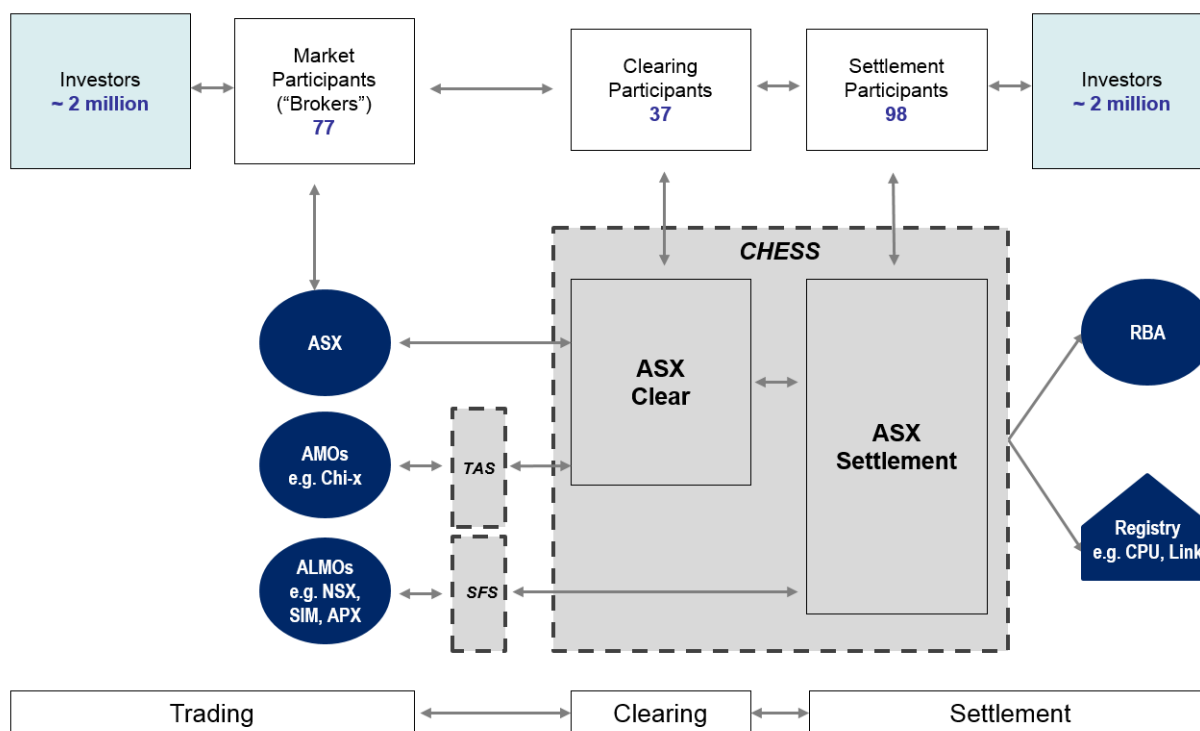 Investors
~ 2 million
Market
Participants
(“Brokers”)
77
Clearing
Participants
37
Settlement
Participants
98
Investors
~ 2 million
CHESS
ASX
ASX
Clear
ASX
Settlement
RBA
AMOs
e.g. Chi-x
TAS
ALMOs
e.g. NSX,
SIM, APX
SFS
Registry
e.g. CPU, Link
Trading
Clearing
Settlement